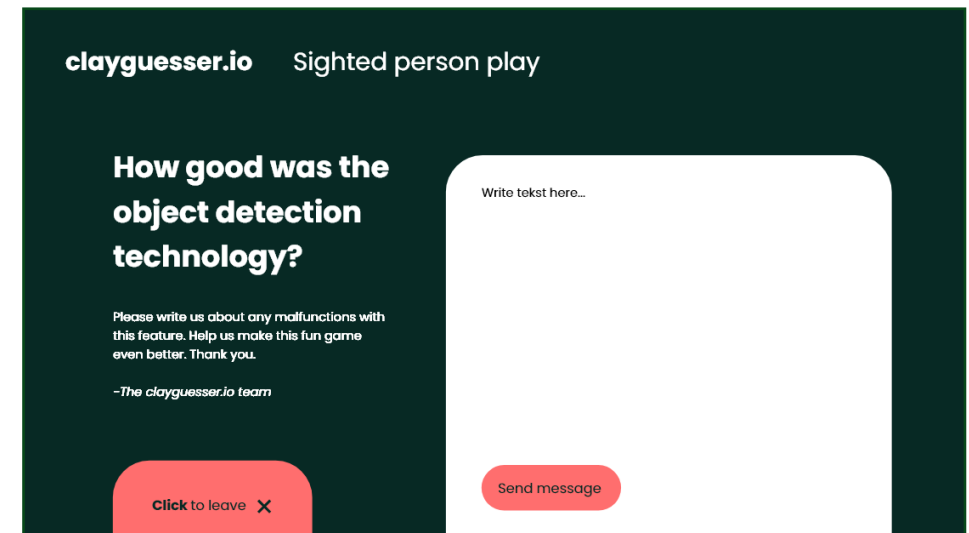 clayguesser.io Sighted person play
How good was the
object detection
technology?
Please write us about any malfunctions with
this feature. Help us make this fun game
even better. Thank you.
-The clayguesser.io team
Click to leave
Write tekst here...
Send message